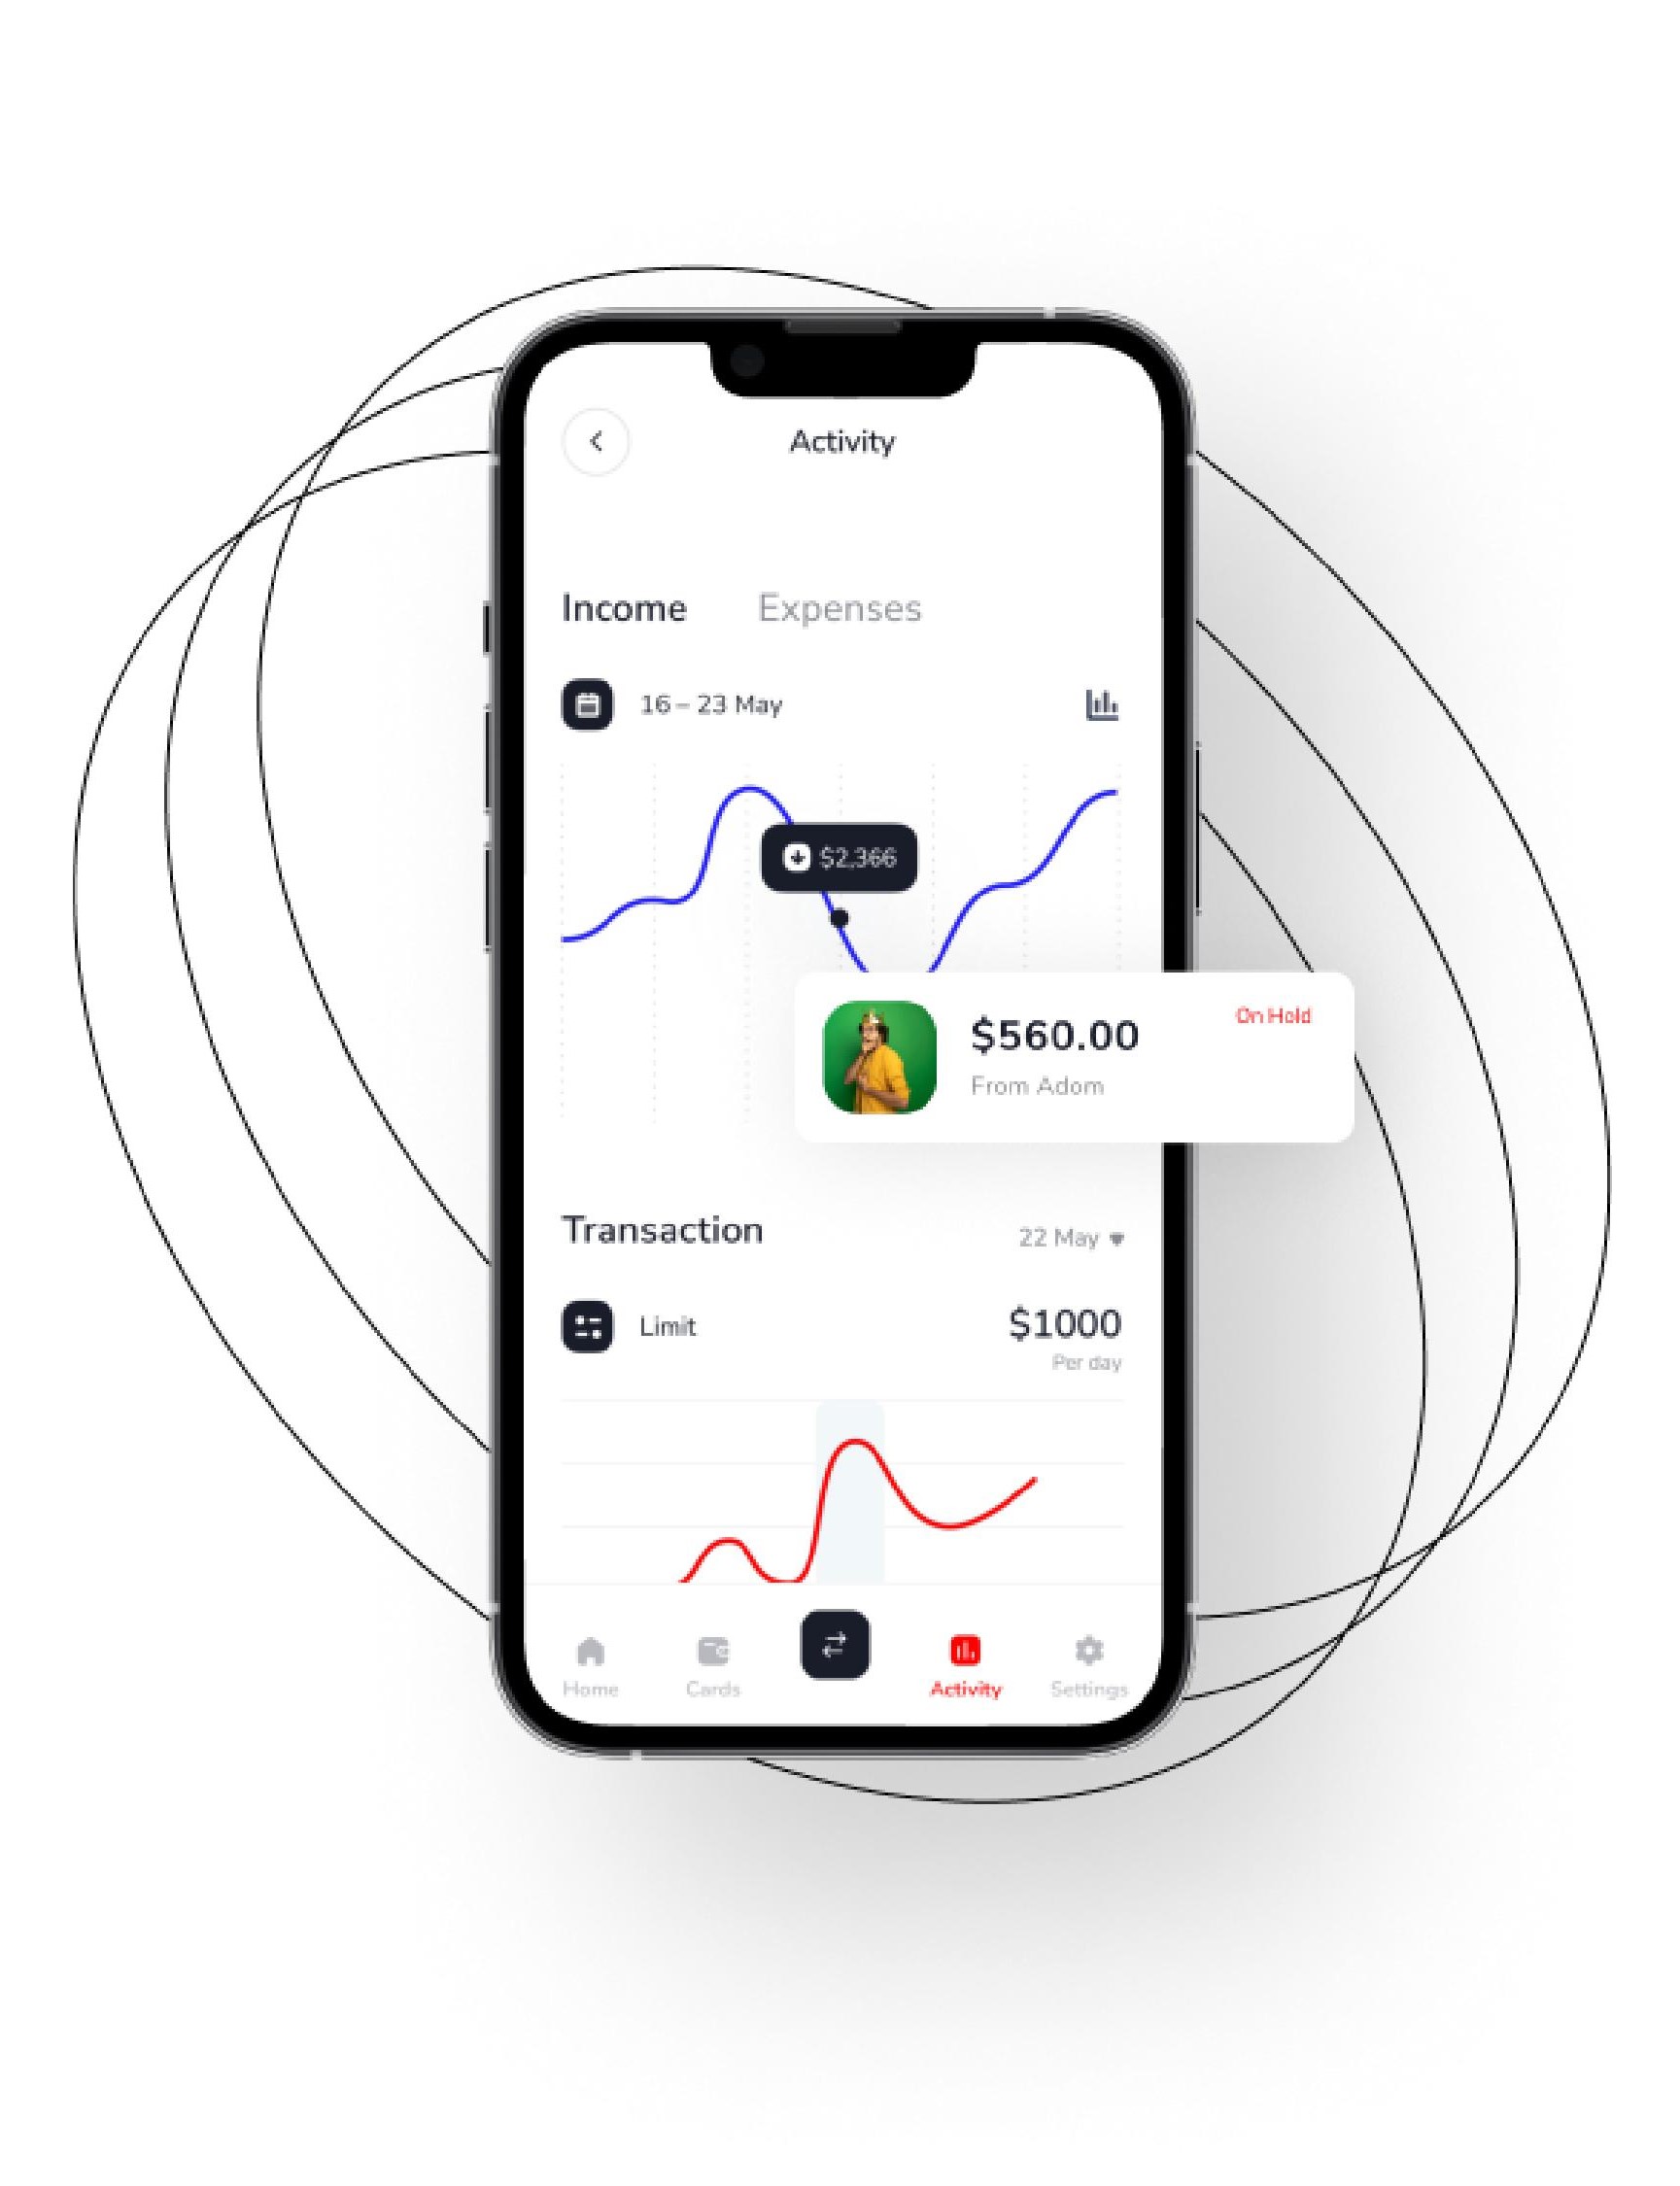 Activity
Income Expenses
16 – 23 May
$2,366
$560.00
On Hold
From Adom
Transaction
22 May
Limit
$1000
Per day
Home Cards Activity Settings